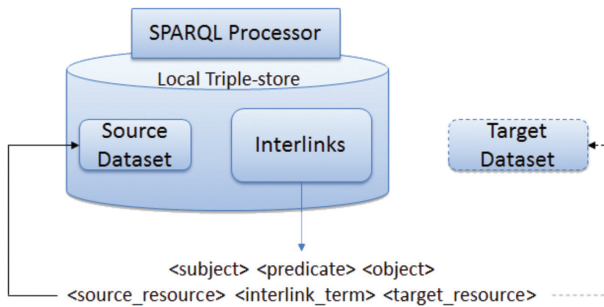 SPARQL Processor
Local Triple-store
Source
Dataset
Interlinks
Target
Dataset
<subject> <predicate> <object>
<source_resource> <interlink_term> <target_resource>